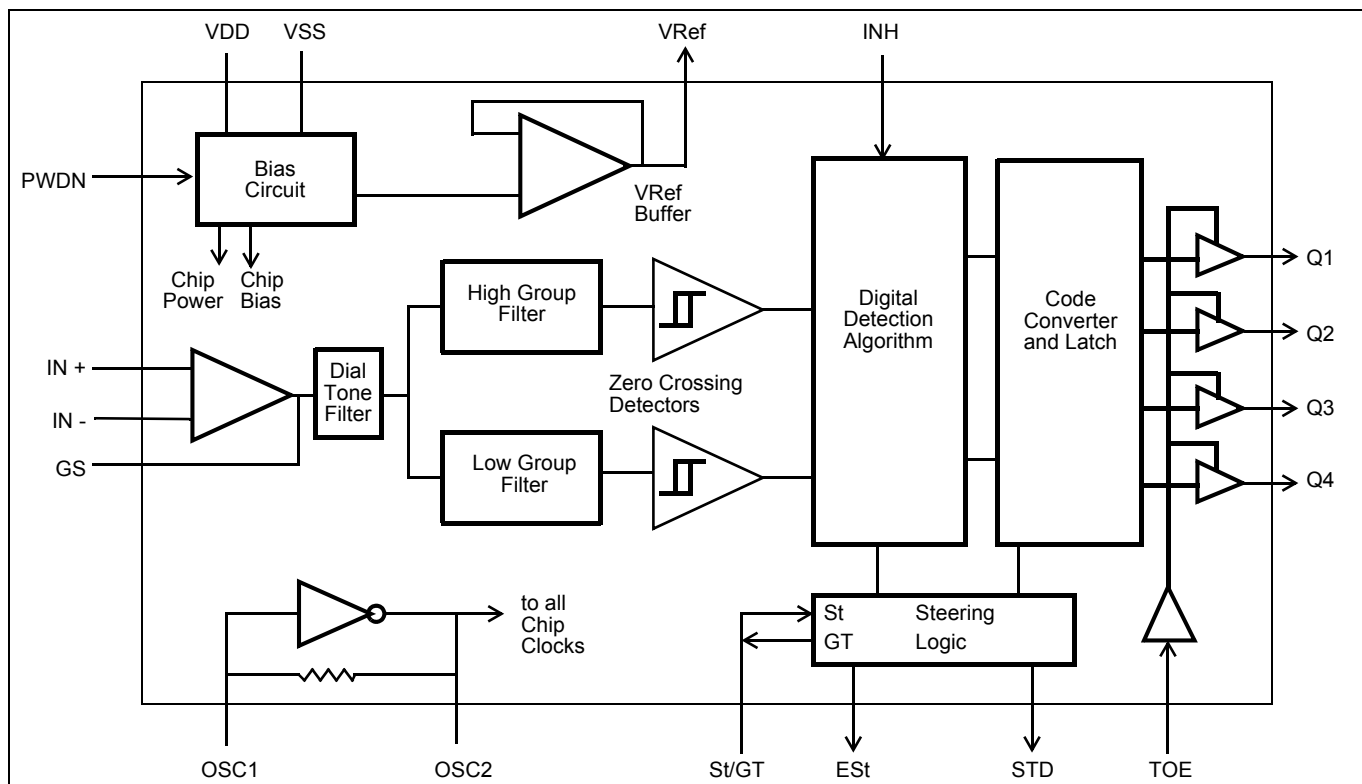 VDD
VSS
VRef
INH
PWDN
Bias
Circuit
VRef
Buffer
Chip
Power
Chip
Bias
High Group
Filter
Digital
Detection
Algorithm
Code
Converter
and Latch
Q1
Q2
Q3
Q4
IN +
IN -
GS
Dial
Tone
Filter
Zero Crossing
Detectors
Low Group
Filter
to all
Chip
Clocks
St Steering
GT Logic
OSC1
OSC2
St/GT
ESt
STD
TOE